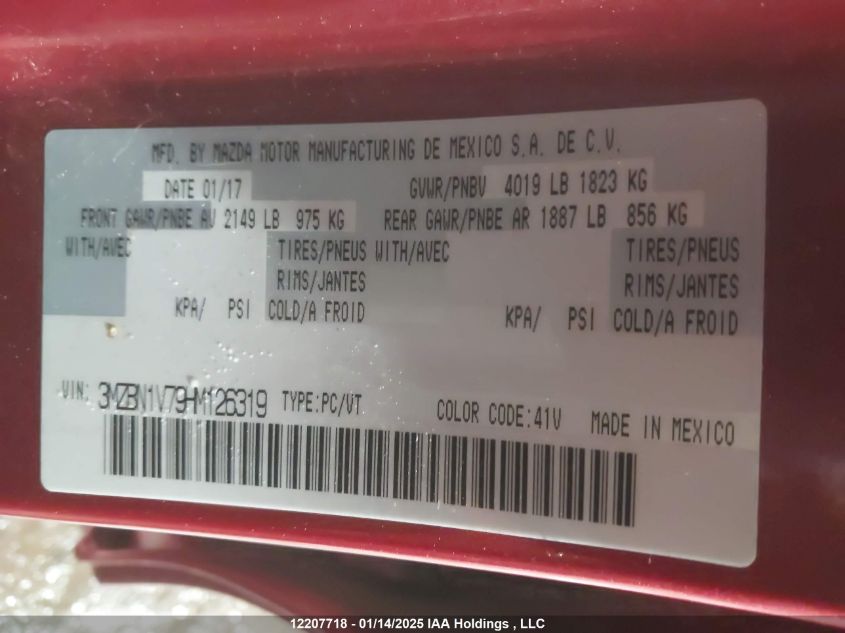 MFD. BY MAZDA MOTOR MANUFACTURING DE MEXICO S.A. DE C.V.
DATE 01/17 GVWR/PNBV 4019 LB 1823 KG
FRONT GAWR/PNBE AV 2149 LB 975 KG REAR GAWR/PNBE AR 1887 LB 856 KG
WITH/AVEC TIRES/PNEUS WITH/AVEC TIRES/PNEUS
RIMS/JANTES RIMS/JANTES
KPA/ PSI COLD/A FROID KPA/ PSI COLD/A FROID
VIN: 3MZBN1V79HM126319 TYPE:PC/VT COLOR CODE:41V MADE IN MEXICO
12207718 - 01/14/2025 IAA Holdings , LLC